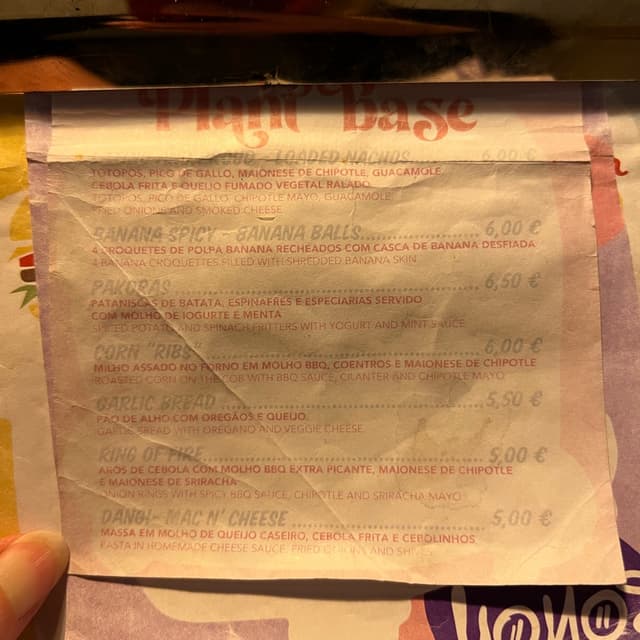 Plant Base
LOADED NACHOS 6,00 €
TOTOPOS, PICO DE GALLO, MAIONESE DE CHIPOTLE, GUACAMOLE,
CEBOLA FRITA E QUEIJO FUMADO VEGETAL RALADO
TOTOPOS, PICO DE GALLO, CHIPOTLE MAYO, GUACAMOLE
FRIED ONIONS AND SMOKED CHEESE
BANANA SPICY - BANANA BALLS 6,00 €
4 CROQUETES DE POLPA BANANA RECHEADOS COM CASCA DE BANANA DESFIADA
4 BANANA CROQUETTES FILLED WITH SHREDDED BANANA SKIN
PAKORAS 6,50 €
PATANISCAS DE BATATA, ESPINAFRES E ESPECIARIAS SERVIDO
COM MOLHO DE IOGURTE E MENTA
SPICED POTATO AND SPINACH FRITTERS WITH YOGURT AND MINT SAUCE
CORN "RIBS" 6,00 €
MILHO ASSADO NO FORNO EM MOLHO BBQ, COENTROS E MAIONESE DE CHIPOTLE
ROASTED CORN ON THE COB WITH BBQ SAUCE, CILANTER AND CHIPOTLE MAYO
GARLIC BREAD 5,50 €
PÃO DE ALHO COM OREGÃOS E QUEIJO
GARLIC BREAD WITH OREGANO AND VEGGIE CHEESE
RING OF FIRE 5,00 €
AROS DE CEBOLA COM MOLHO BBQ EXTRA PICANTE, MAIONESE DE CHIPOTLE
E MAIONESE DE SRIRACHA
ONION RINGS WITH SPICY BBQ SAUCE, CHIPOTLE AND SRIRACHA MAYO
MAC N' CHEESE 5,00 €
MASSA EM MOLHO DE QUEIJO CASEIRO, CEBOLA FRITA E CEBOLINHOS
PASTA IN HOMEMADE CHEESE SAUCE, FRIED ONIONS AND